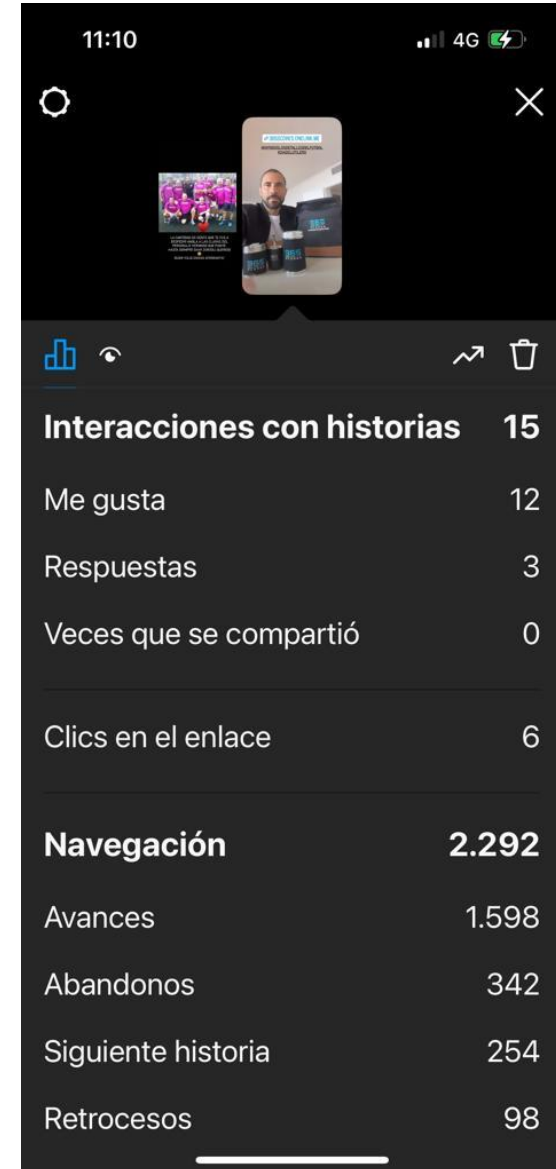 11:10
4G
Interacciones con historias 15
Me gusta 12
Respuestas 3
Veces que se compartió 0
Clics en el enlace 6
Navegación 2.292
Avances 1.598
Abandonos 342
Siguiente historia 254
Retrocesos 98